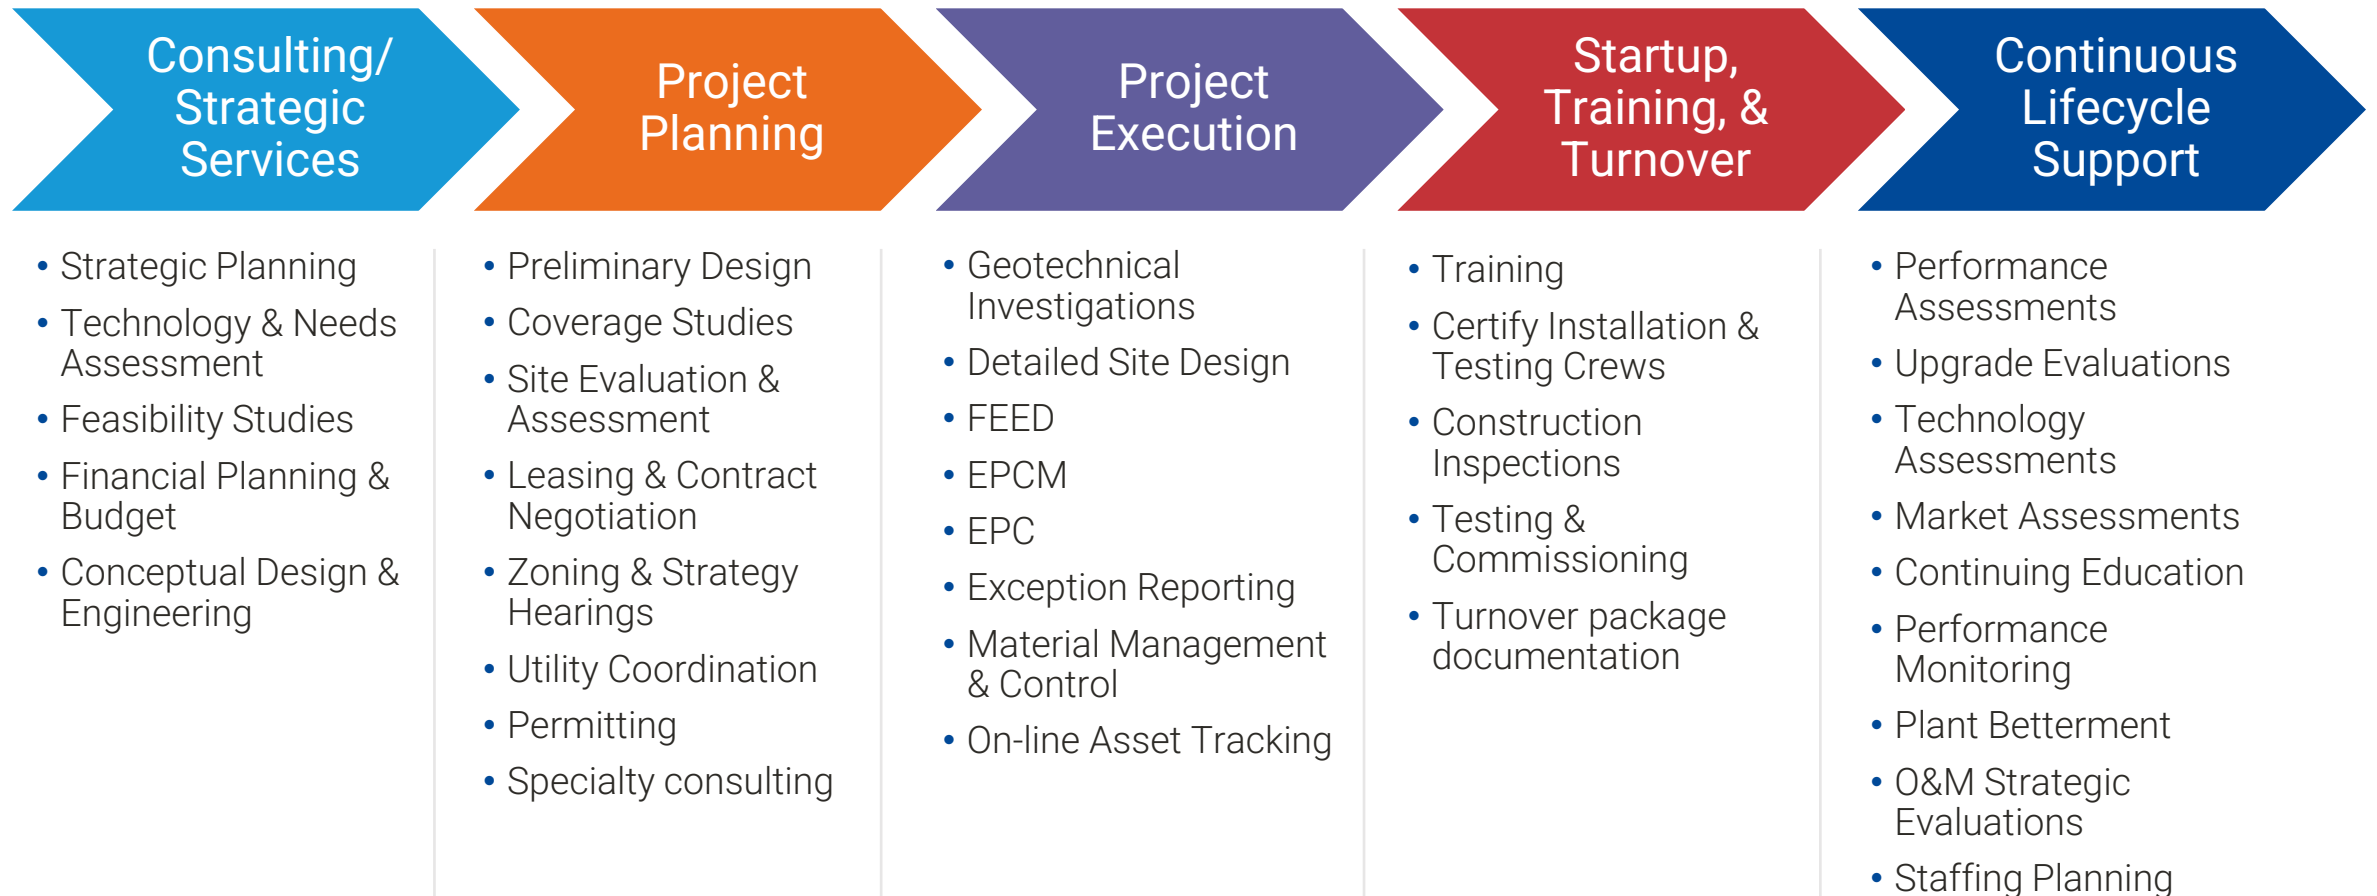 Consulting/
Strategic
Services
Project
Planning
Project
Execution
Startup,
Training, &
Turnover
Continuous
Lifecycle
Support
• Strategic Planning
• Technology & Needs
Assessment
• Feasibility Studies
• Financial Planning &
Budget
• Conceptual Design &
Engineering
• Preliminary Design
• Coverage Studies
• Site Evaluation &
Assessment
• Leasing & Contract
Negotiation
• Zoning & Strategy
Hearings
• Utility Coordination
• Permitting
• Specialty consulting
• Geotechnical
Investigations
• Detailed Site Design
• FEED
• EPCM
• EPC
• Exception Reporting
• Material Management
& Control
• On-line Asset Tracking
• Training
• Certify Installation &
Testing Crews
• Construction
Inspections
• Testing &
Commissioning
• Turnover package
documentation
• Performance
Assessments
• Upgrade Evaluations
• Technology
Assessments
• Market Assessments
• Continuing Education
• Performance
Monitoring
• Plant Betterment
• O&M Strategic
Evaluations
• Staffing Planning